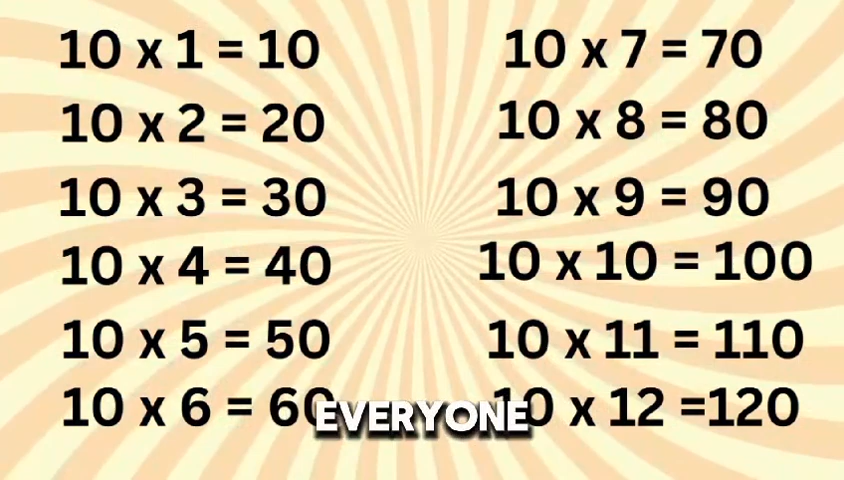 10 x 1 = 10
10 x 2 = 20
10 x 3 = 30
10 x 4 = 40
10 x 5 = 50
10 x 6 = 60
10 x 7 = 70
10 x 8 = 80
10 x 9 = 90
10 x 10 = 100
10 x 11 = 110
10 x 12 =120
EVERYONE